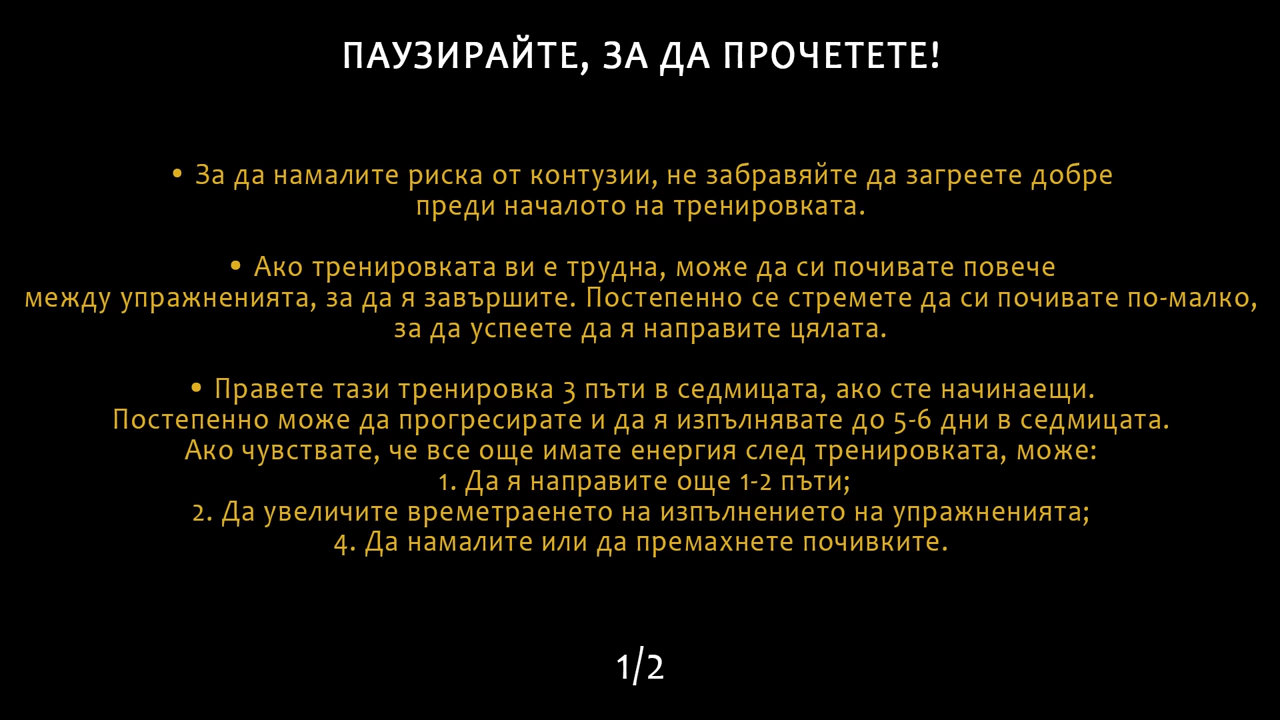 ПАУЗИРАЙТЕ, ЗА ДА ПРОЧЕТЕТЕ!
• За да намалите риска от контузии, не забравяйте да загреете добре
преди началото на тренировката.
• Ако тренировката ви е трудна, може да си почивате повече
между упражненията, за да я завършите. Постепенно се стремете да си почивате по-малко,
за да успеете да я направите цялата.
• Правете тази тренировка 3 пъти в седмицата, ако сте начинаещи.
Постепенно може да прогресирате и да я изпълнявате до 5-6 дни в седмицата.
Ако чувствате, че все още имате енергия след тренировката, може:
1. Да я направите още 1-2 пъти;
2. Да увеличите времетраенето на изпълнението на упражненията;
4. Да намалите или да премахнете почивките.
1/2